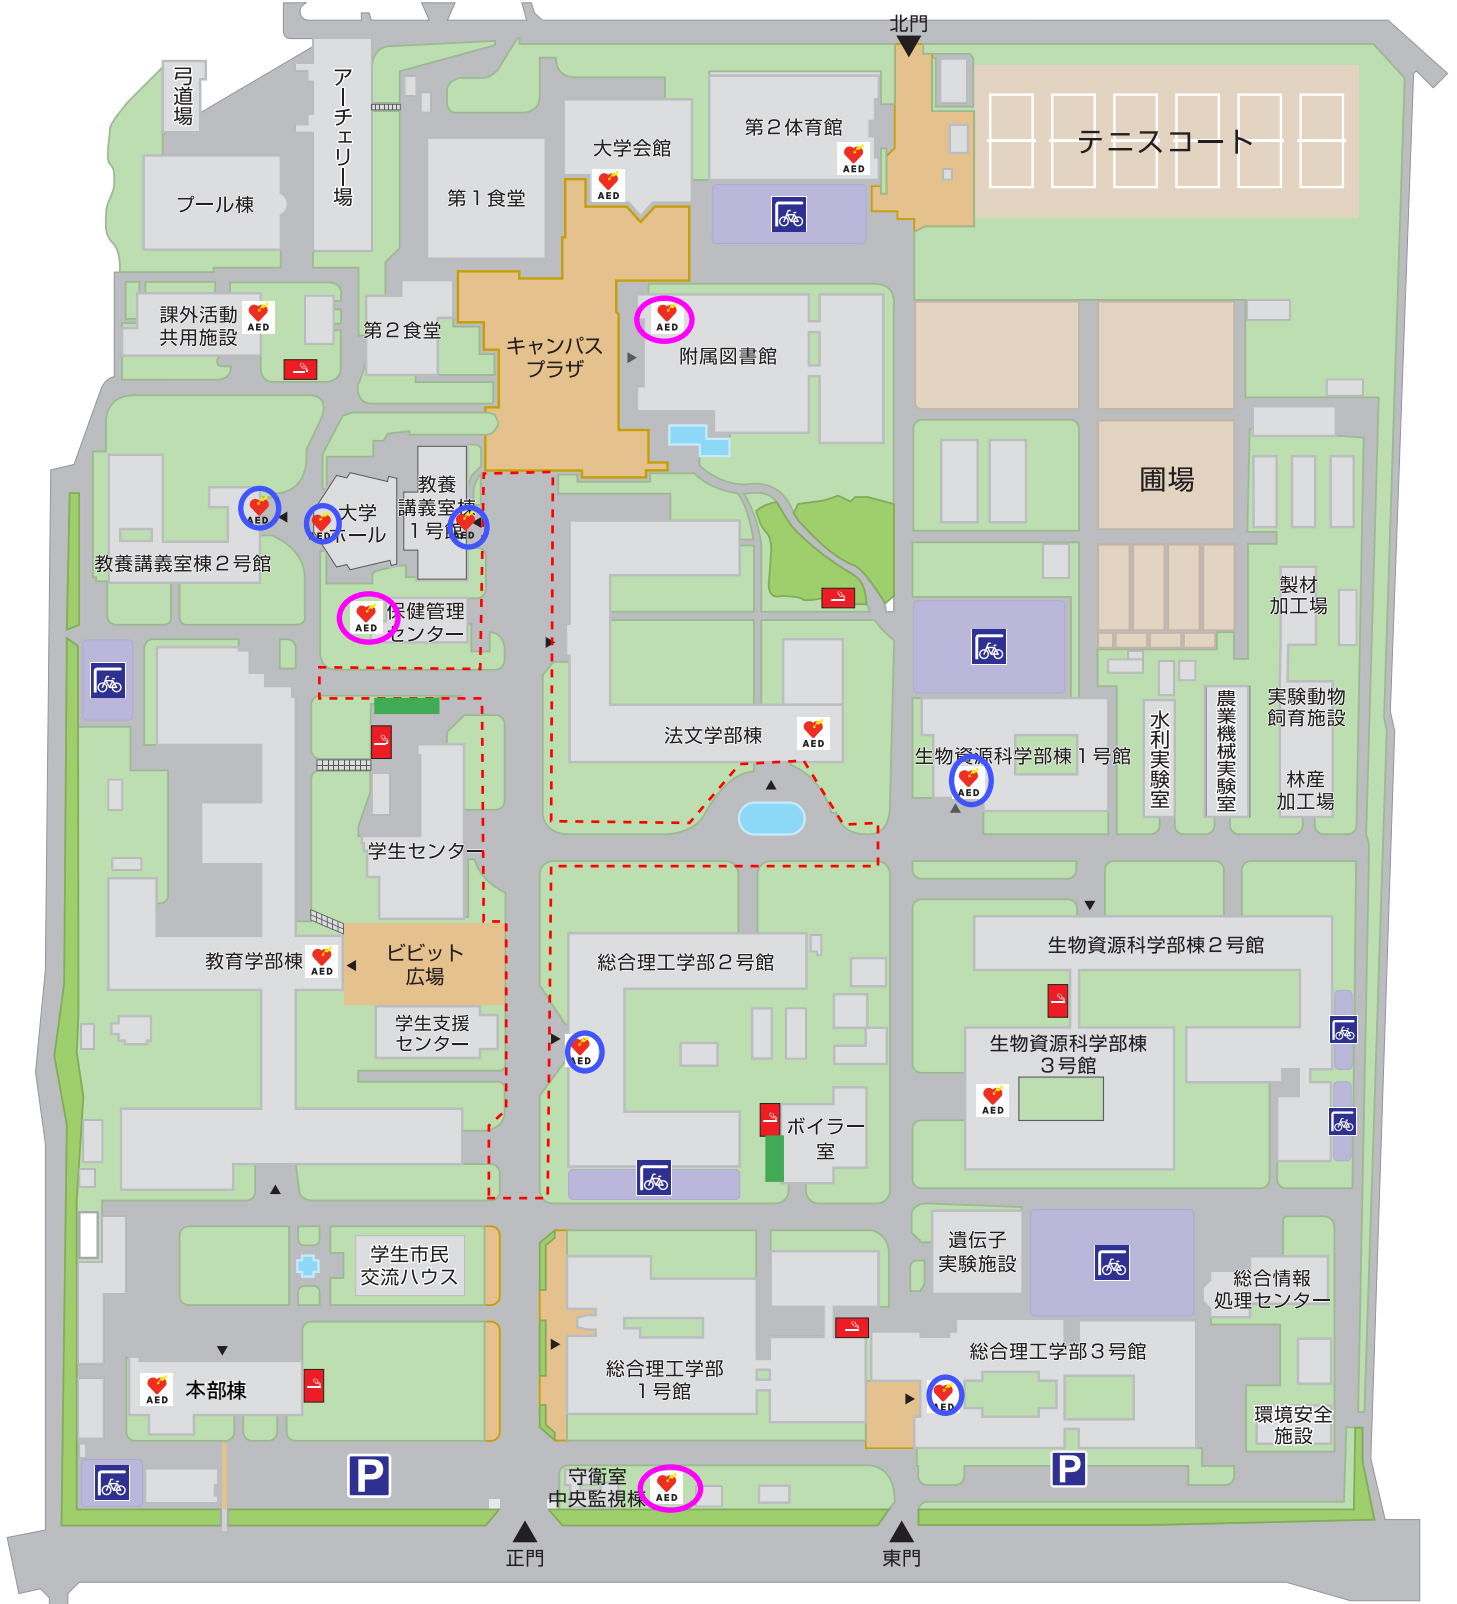 北門
弓道場
アーチェリー場
大学会館
AED
第２体育館
AED
テニスコート
プール棟
第１食堂
課外活動
共用施設
AED
第２食堂
キャンパス
プラザ
AED
附属図書館
圃場
教養講義室棟２号館
AED
大学
ホール
AED
教養
講義室棟
１号館
AED
保健管理
センター
AED
製材
加工場
実験動物
飼育施設
林産
加工場
水利実験室
農業機械実験室
法文学部棟
AED
生物資源科学部棟１号館
AED
学生センター
教育学部棟
AED
ビビット
広場
総合理工学部２号館
AED
生物資源科学部棟２号館
学生支援
センター
生物資源科学部棟
３号館
AED
ボイラー
室
学生市民
交流ハウス
遺伝子
実験施設
総合情報
処理センター
総合理工学部
１号館
総合理工学部３号館
AED
本部棟
AED
環境安全
施設
P
P
守衛室
中央監視棟
AED
正門
東門